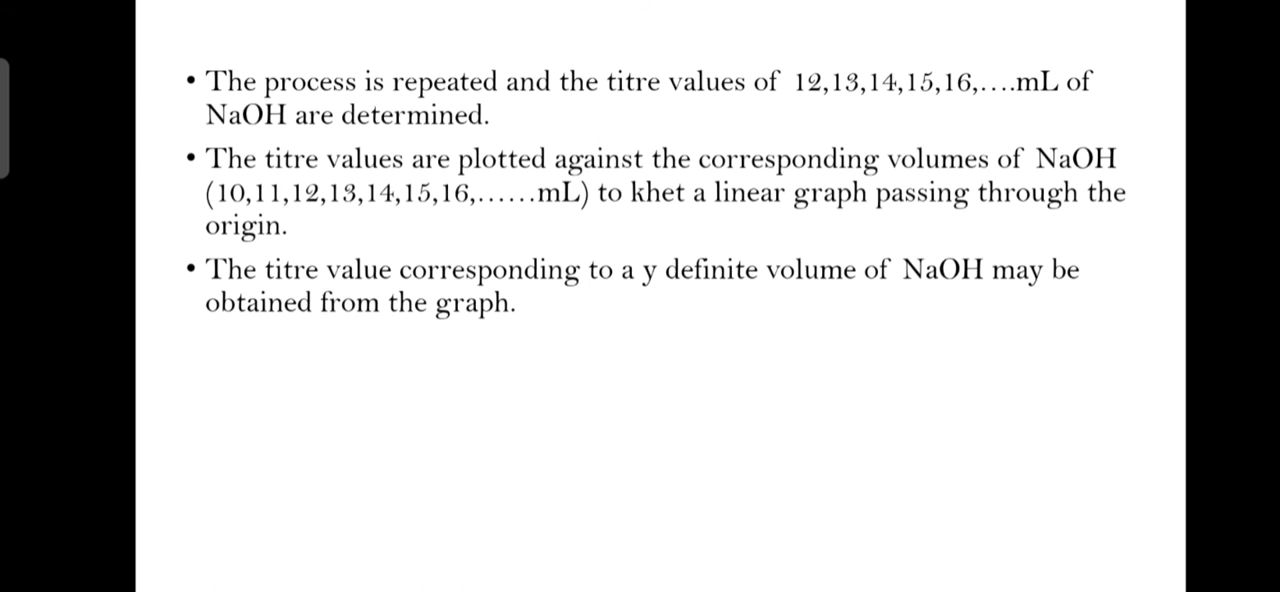 • The process is repeated and the titre values of 12,13,14,15,16,....mL of
NaOH are determined.
• The titre values are plotted against the corresponding volumes of NaOH
(10,11,12,13,14,15,16,......mL) to khet a linear graph passing through the
origin.
• The titre value corresponding to a y definite volume of NaOH may be
obtained from the graph.